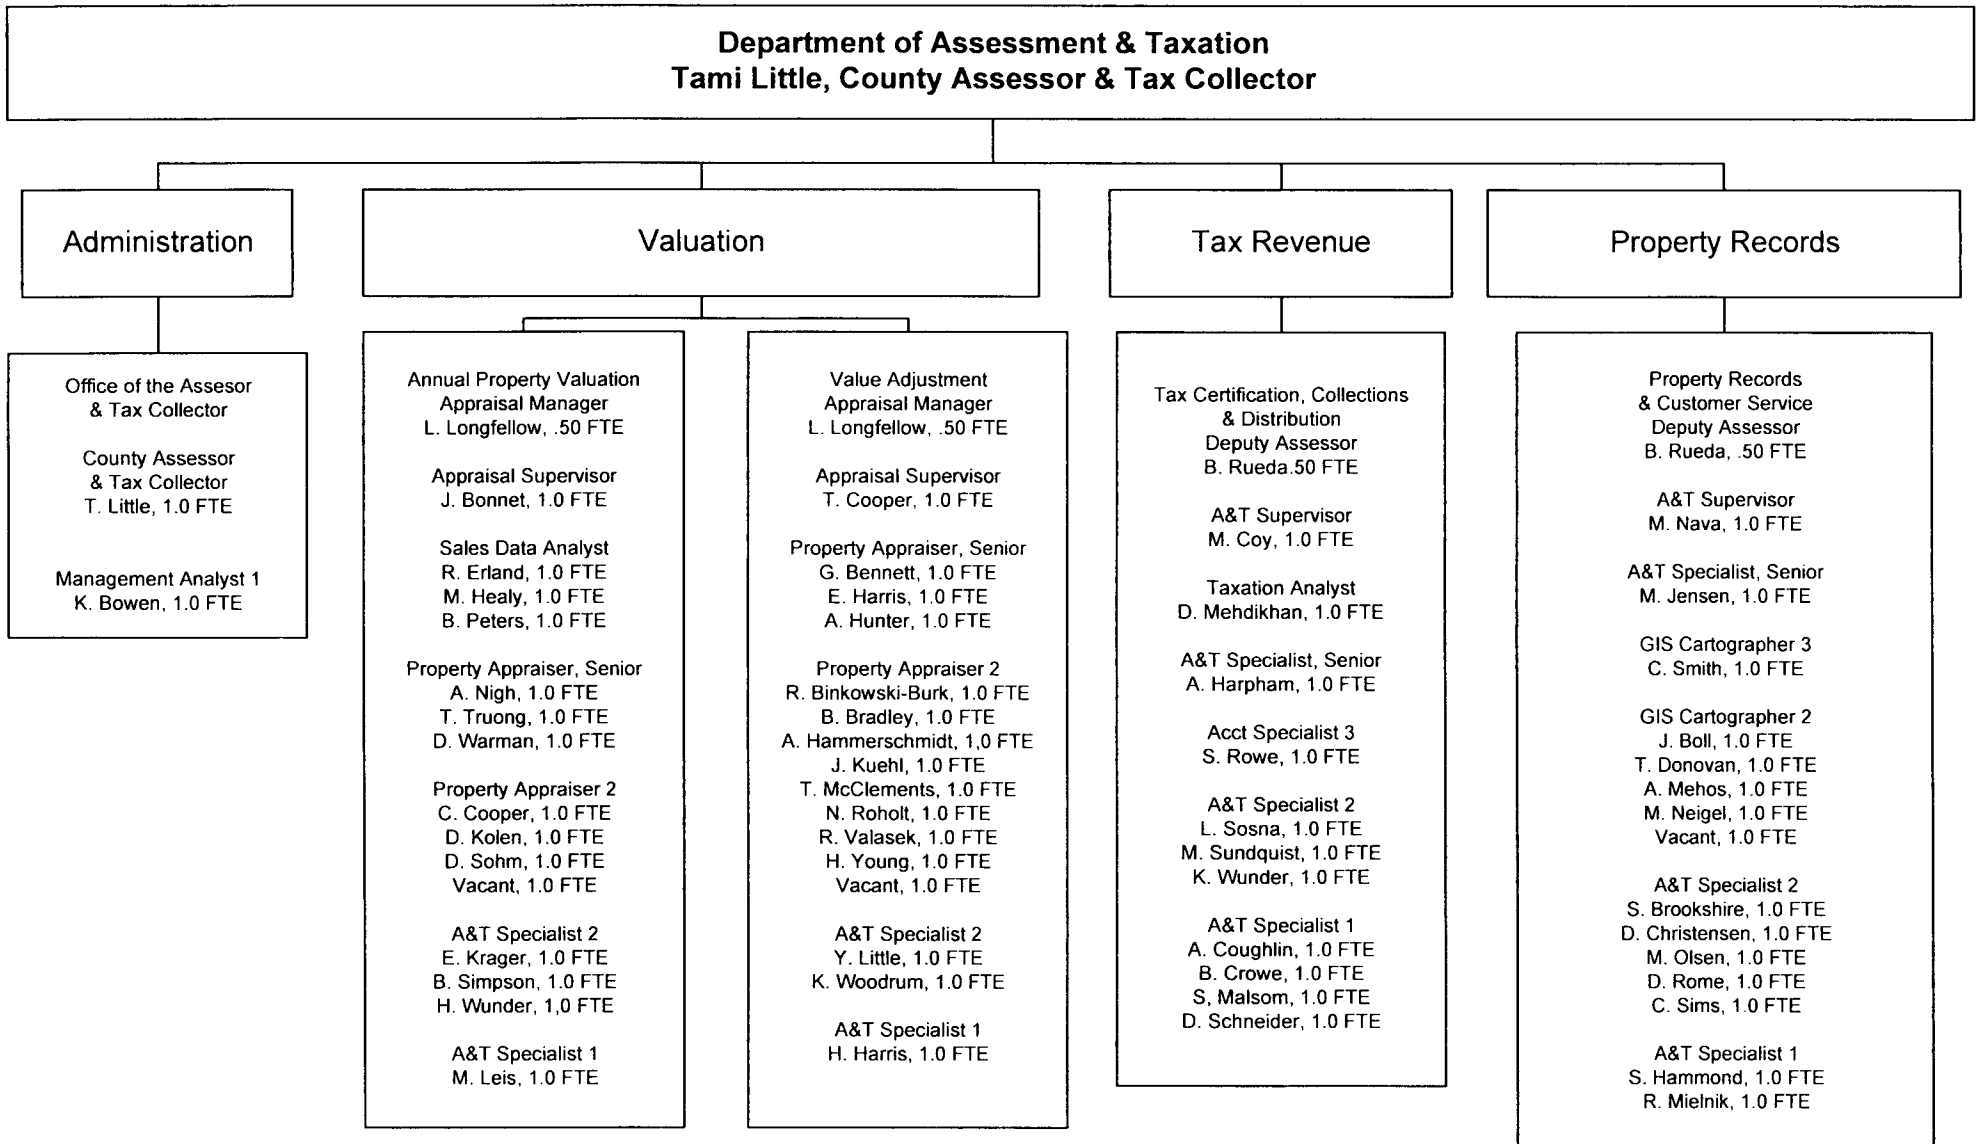 Department of Assessment & Taxation
Tami Little, County Assessor & Tax Collector
Administration
Office of the Assesor
& Tax Collector
County Assessor
& Tax Collector
T. Little, 1.0 FTE
Management Analyst 1
K. Bowen, 1.0 FTE
Valuation
Annual Property Valuation
Appraisal Manager
L. Longfellow, .50 FTE
Appraisal Supervisor
J. Bonnet, 1.0 FTE
Sales Data Analyst
R. Erland, 1.0 FTE
M. Healy, 1.0 FTE
B. Peters, 1.0 FTE
Property Appraiser, Senior
A. Nigh, 1.0 FTE
T. Truong, 1.0 FTE
D. Warman, 1.0 FTE
Property Appraiser 2
C. Cooper, 1.0 FTE
D. Kolen, 1.0 FTE
D. Sohm, 1.0 FTE
Vacant, 1.0 FTE
A&T Specialist 2
E. Krager, 1.0 FTE
B. Simpson, 1.0 FTE
H. Wunder, 1,0 FTE
A&T Specialist 1
M. Leis, 1.0 FTE
Value Adjustment
Appraisal Manager
L. Longfellow, .50 FTE
Appraisal Supervisor
T. Cooper, 1.0 FTE
Property Appraiser, Senior
G. Bennett, 1.0 FTE
E. Harris, 1.0 FTE
A. Hunter, 1.0 FTE
Property Appraiser 2
R. Binkowski-Burk, 1.0 FTE
B. Bradley, 1.0 FTE
A. Hammerschmidt, 1,0 FTE
J. Kuehl, 1.0 FTE
T. McClements, 1.0 FTE
N. Roholt, 1.0 FTE
R. Valasek, 1.0 FTE
H. Young, 1.0 FTE
Vacant, 1.0 FTE
A&T Specialist 2
Y. Little, 1.0 FTE
K. Woodrum, 1.0 FTE
A&T Specialist 1
H. Harris, 1.0 FTE
Tax Revenue
Tax Certification, Collections
& Distribution
Deputy Assessor
B. Rueda.50 FTE
A&T Supervisor
M. Coy, 1.0 FTE
Taxation Analyst
D. Mehdikhan, 1.0 FTE
A&T Specialist, Senior
A. Harpham, 1.0 FTE
Acct Specialist 3
S. Rowe, 1.0 FTE
A&T Specialist 2
L. Sosna, 1.0 FTE
M. Sundquist, 1.0 FTE
K. Wunder, 1.0 FTE
A&T Specialist 1
A. Coughlin, 1.0 FTE
B. Crowe, 1.0 FTE
S, Malsom, 1.0 FTE
D. Schneider, 1.0 FTE
Property Records
Property Records
& Customer Service
Deputy Assessor
B. Rueda, .50 FTE
A&T Supervisor
M. Nava, 1.0 FTE
A&T Specialist, Senior
M. Jensen, 1.0 FTE
GIS Cartographer 3
C. Smith, 1.0 FTE
GIS Cartographer 2
J. Boll, 1.0 FTE
T. Donovan, 1.0 FTE
A. Mehos, 1.0 FTE
M. Neigel, 1.0 FTE
Vacant, 1.0 FTE
A&T Specialist 2
S. Brookshire, 1.0 FTE
D. Christensen, 1.0 FTE
M. Olsen, 1.0 FTE
D. Rome, 1.0 FTE
C. Sims, 1.0 FTE
A&T Specialist 1
S. Hammond, 1.0 FTE
R. Mielnik, 1.0 FTE